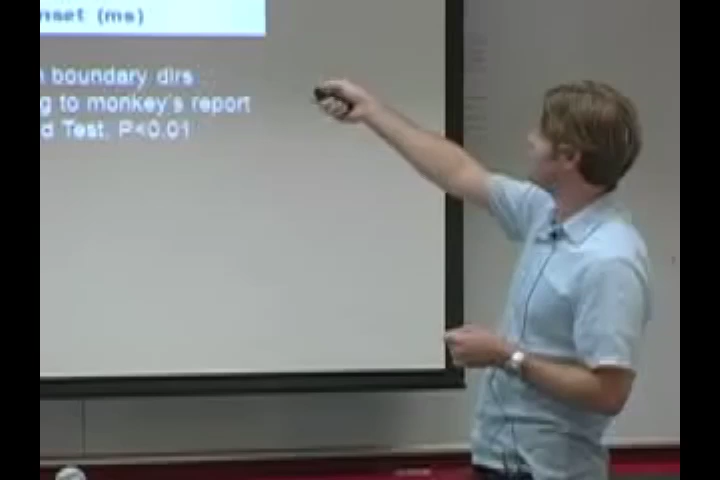 nset (ms)
n boundary dirs
g to monkey's report
d Test. P<0.01